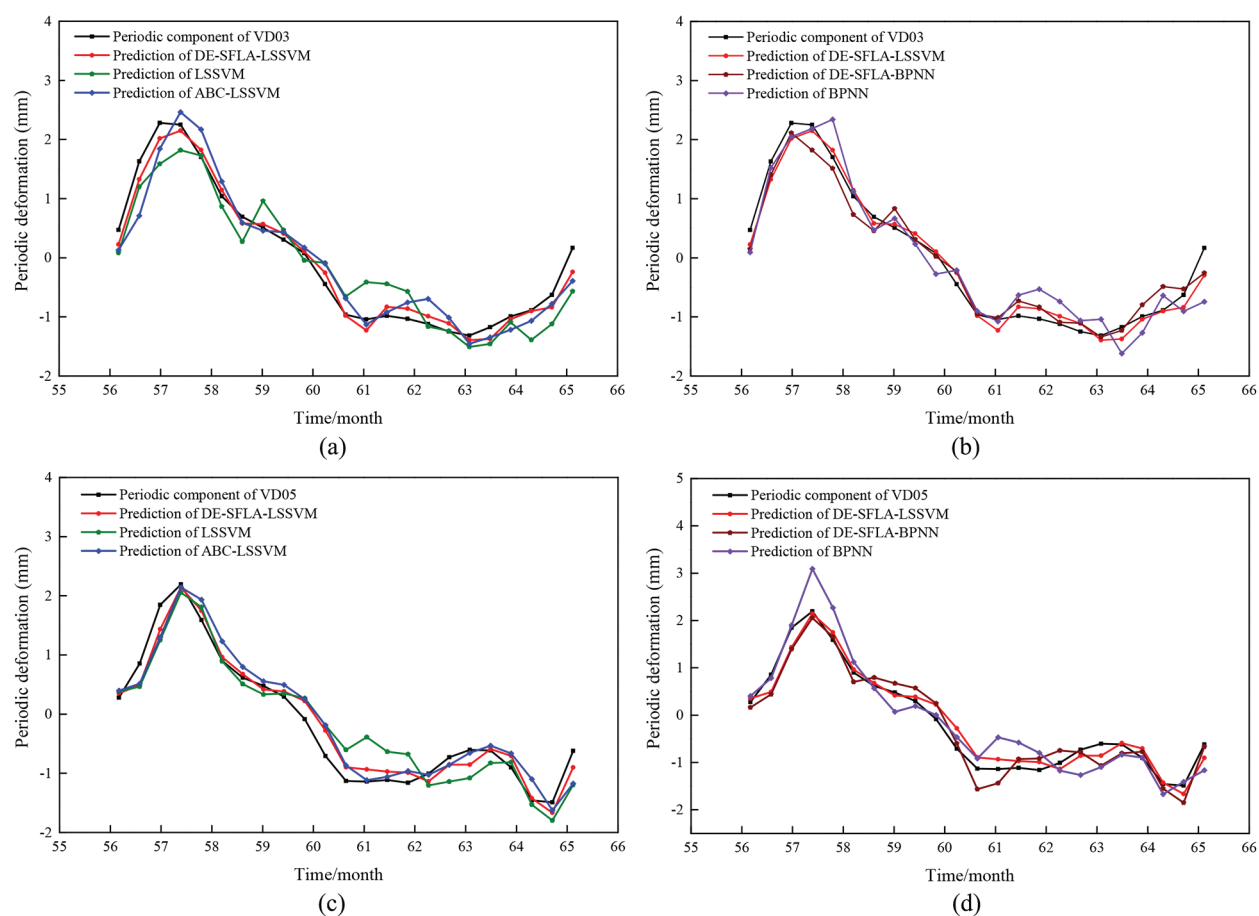 4
3
2
1
0
-1
-2
Periodic deformation (mm)
Periodic component of VD03
Prediction of DE-SFLA-LSSVM
Prediction of LSSVM
Prediction of ABC-LSSVM
55 56 57 58 59 60 61 62 63 64 65 66
Time/month
(a)
4
3
2
1
0
-1
-2
Periodic deformation (mm)
Periodic component of VD03
Prediction of DE-SFLA-LSSVM
Prediction of DE-SFLA-BPNN
Prediction of BPNN
55 56 57 58 59 60 61 62 63 64 65 66
Time/month
(b)
4
3
2
1
0
-1
-2
Periodic deformation (mm)
Periodic component of VD05
Prediction of DE-SFLA-LSSVM
Prediction of LSSVM
Prediction of ABC-LSSVM
55 56 57 58 59 60 61 62 63 64 65 66
Time/month
(c)
5
4
3
2
1
0
-1
-2
Periodic deformation (mm)
Periodic component of VD05
Prediction of DE-SFLA-LSSVM
Prediction of DE-SFLA-BPNN
Prediction of BPNN
55 56 57 58 59 60 61 62 63 64 65 66
Time/month
(d)